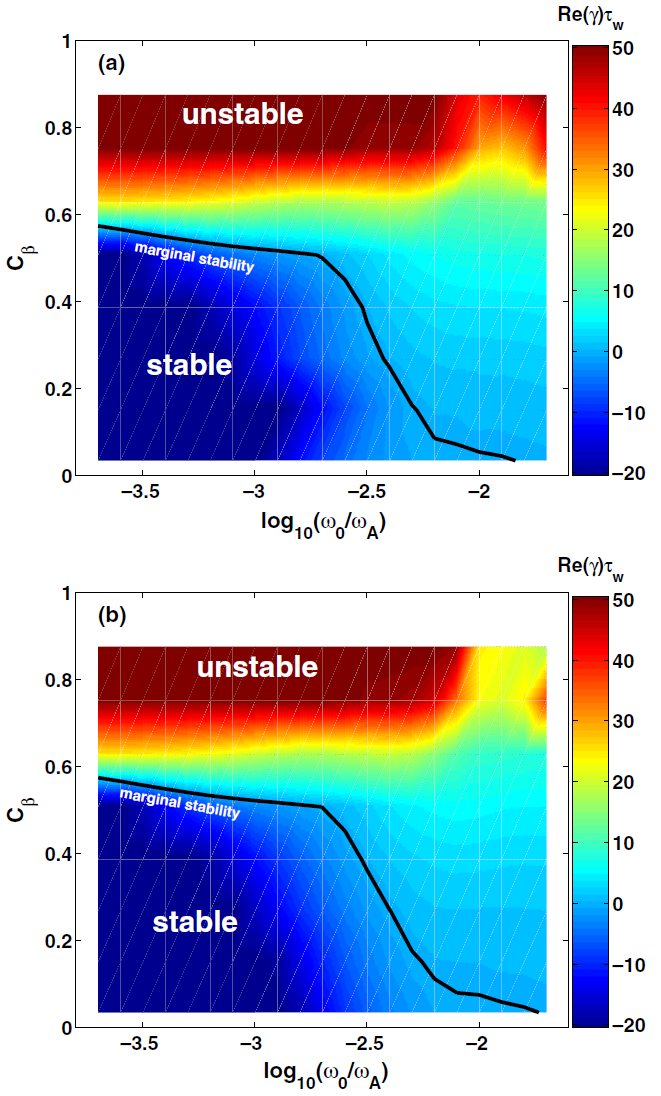 Re(γ)τw
(a)
unstable
marginal stability
stable
1
0.8
0.6
0.4
0.2
0
Cβ
−3.5
−3
−2.5
−2
log10(ω0/ωA)
50
40
30
20
10
0
−10
−20
Re(γ)τw
(b)
unstable
marginal stability
stable
1
0.8
0.6
0.4
0.2
0
Cβ
−3.5
−3
−2.5
−2
log10(ω0/ωA)
50
40
30
20
10
0
−10
−20